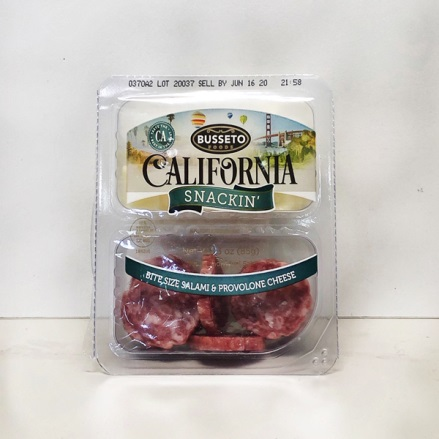 0370A2 LOT 20037 SELL BY JUN 16 20 21:58
CA
BUSSETO
FOODS
CALIFORNIA
SNACKIN'
BITE SIZE SALAMI & PROVOLONE CHEESE